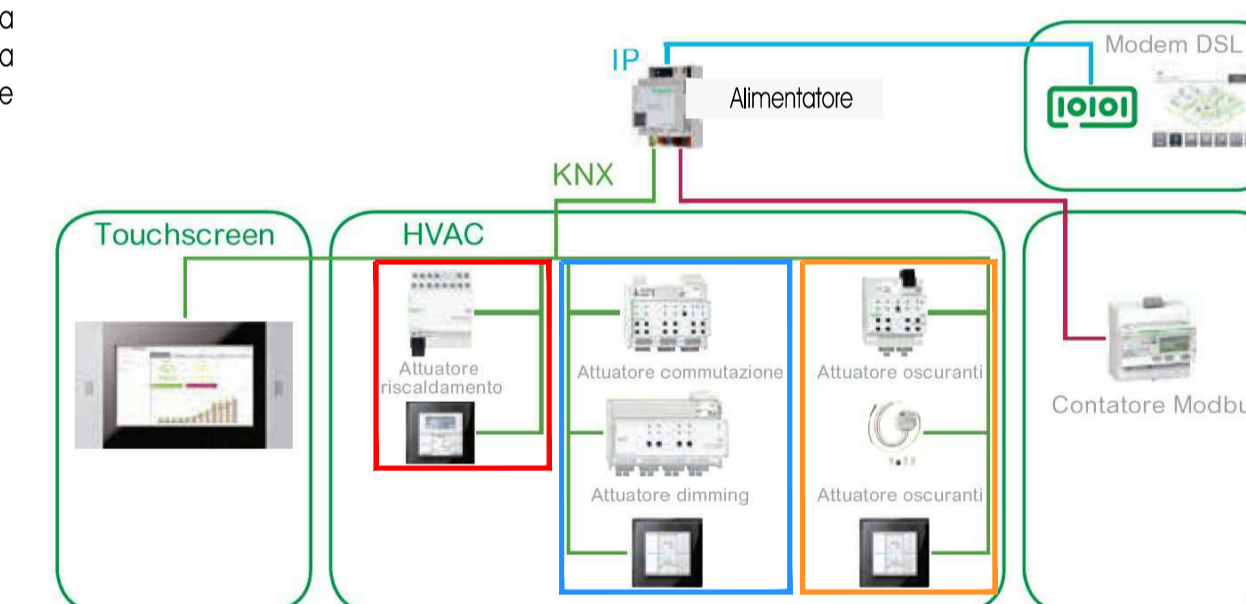 a
a
e
IP
Alimentatore
Modem DSL
KNX
Touchscreen
HVAC
Attuatore
riscaldamento
Attuatore commutazione
Attuatore dimming
Attuatore oscuranti
Attuatore oscuranti
Contatore Modbu